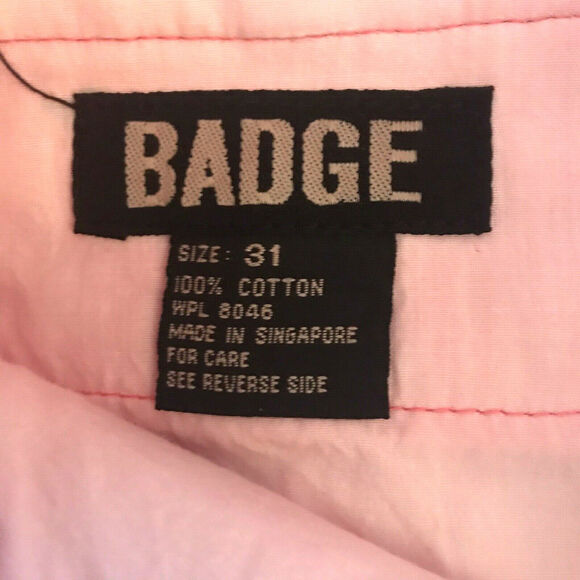 BADGE
SIZE: 31
100% COTTON
WPL 8046
MADE IN SINGAPORE
FOR CARE
SEE REVERSE SIDE